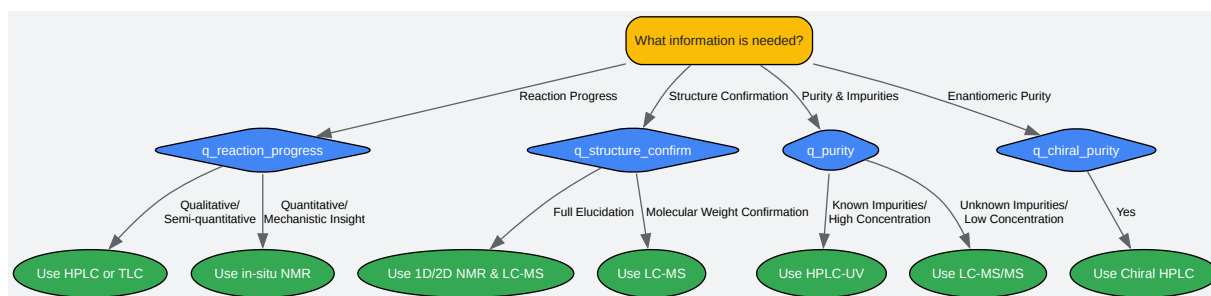 What information is needed?
Reaction Progress
Structure Confirmation
Purity & Impurities
Enantiomeric Purity
q_reaction_progress
q_structure_confirm
q_purity
q_chiral_purity
Qualitative/
Semi-quantitative
Quantitative/
Mechanistic Insight
Full Elucidation
Molecular Weight Confirmation
Known Impurities/
High Concentration
Unknown Impurities/
Low Concentration
Yes
Use HPLC or TLC
Use in-situ NMR
Use 1D/2D NMR & LC-MS
Use LC-MS
Use HPLC-UV
Use LC-MS/MS
Use Chiral HPLC